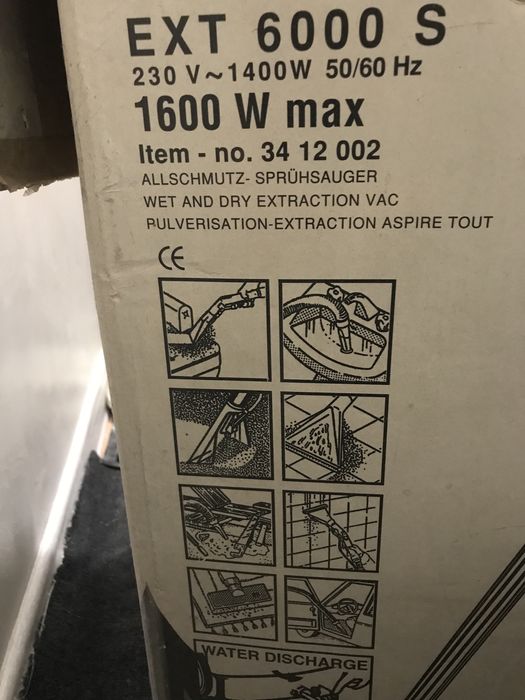 EXT 6000 S
230 V~1400W 50/60 Hz
1600 W max
Item - no. 34 12 002
ALLSCHMUTZ- SPRÜHSAUGER
WET AND DRY EXTRACTION VAC
PULVERISATION-EXTRACTION ASPIRE TOUT
CE
WATER DISCHARGE